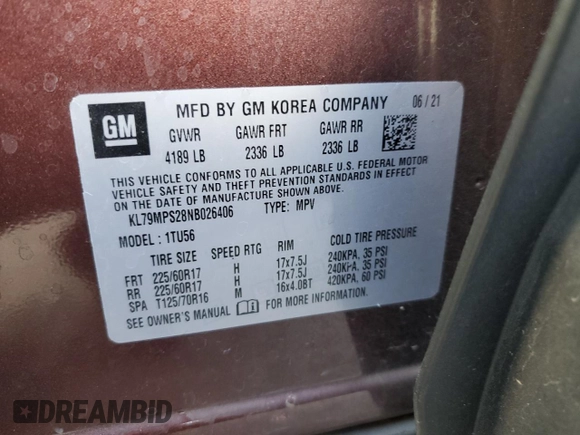 GM
MFD BY GM KOREA COMPANY 06/21
GVWR GAWR FRT GAWR RR
4189 LB 2336 LB 2336 LB
THIS VEHICLE CONFORMS TO ALL APPLICABLE U.S. FEDERAL MOTOR
VEHICLE SAFETY AND THEFT PREVENTION STANDARDS IN EFFECT
ON THE DATE OF MANUFACTURE SHOWN ABOVE.
KL79MPS28NB026406 TYPE: MPV
MODEL: 1TU56
TIRE SIZE SPEED RTG RIM COLD TIRE PRESSURE
FRT 225/60R17 H 17x7.5J 240KPA, 35 PSI
RR 225/60R17 H 17x7.5J 240KPA, 35 PSI
SPA T125/70R16 M 16x4.0BT 420KPA, 60 PSI
SEE OWNER'S MANUAL FOR MORE INFORMATION.
DREAMBID